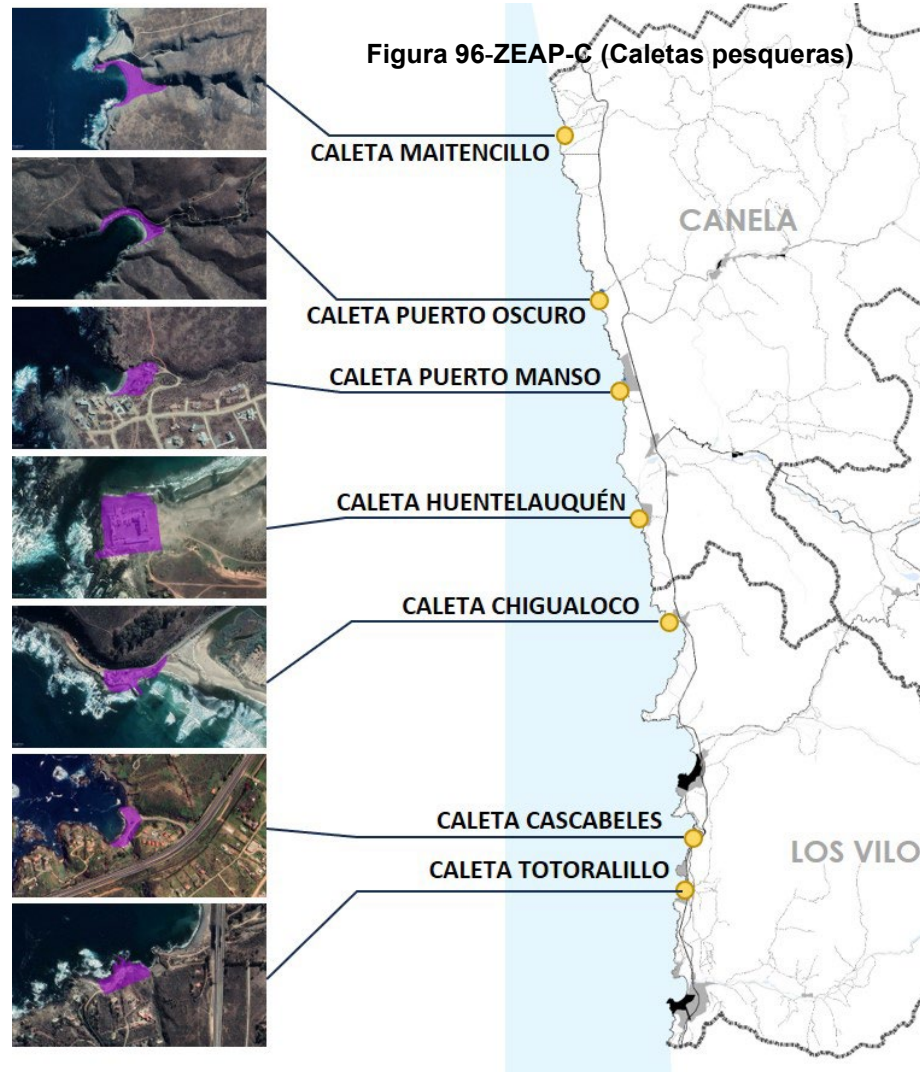 Figura 96-ZEAP-C (Caletas pesqueras)
CALETA MAITENCILLO
CANELA
CALETA PUERTO OSCURO
CALETA PUERTO MANSO
CALETA HUENTELAUQUÉN
CALETA CHIGUALOCO
CALETA CASCABELES
LOS VILO
CALETA TOTORALILLO